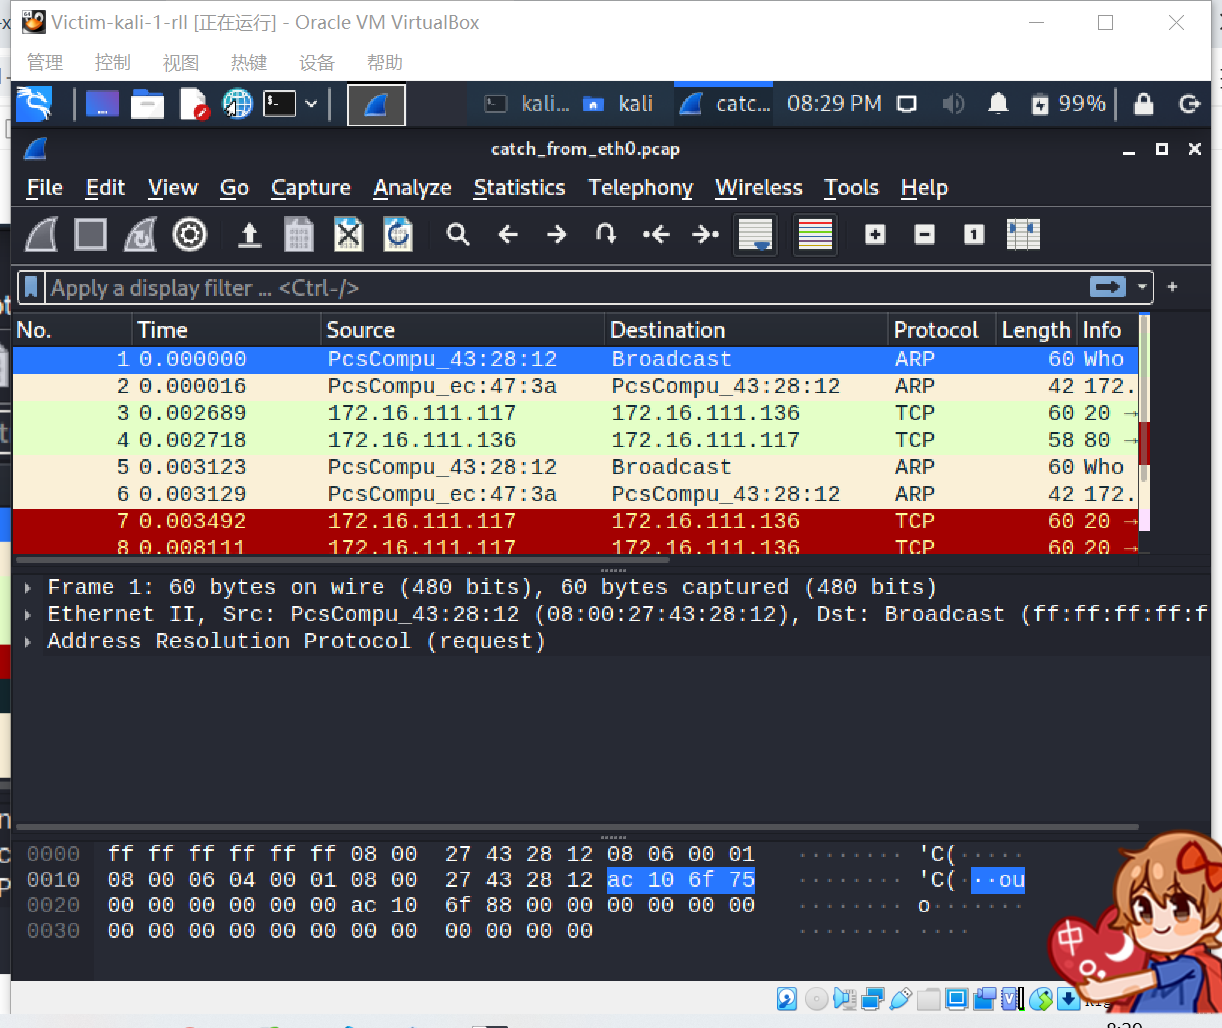 Victim-kali-1-rll [正在运行] - Oracle VM VirtualBox
管理 控制 视图 热键 设备 帮助
kali... kali catc... 08:29 PM 99%
catch_from_eth0.pcap
File Edit View Go Capture Analyze Statistics Telephony Wireless Tools Help
Apply a display filter ... <Ctrl-/>
No. Time Source Destination Protocol Length Info
1 0.000000 PcsCompu_43:28:12 Broadcast ARP 60 Who
2 0.000016 PcsCompu_ec:47:3a PcsCompu_43:28:12 ARP 42 172.
3 0.002689 172.16.111.117 172.16.111.136 TCP 60 20 →
4 0.002718 172.16.111.136 172.16.111.117 TCP 58 80 →
5 0.003123 PcsCompu_43:28:12 Broadcast ARP 60 Who
6 0.003129 PcsCompu_ec:47:3a PcsCompu_43:28:12 ARP 42 172.
7 0.003492 172.16.111.117 172.16.111.136 TCP 60 20 →
8 0.008111 172.16.111.117 172.16.111.136 TCP 60 20 →
Frame 1: 60 bytes on wire (480 bits), 60 bytes captured (480 bits)
Ethernet II, Src: PcsCompu_43:28:12 (08:00:27:43:28:12), Dst: Broadcast (ff:ff:ff:ff:f
Address Resolution Protocol (request)
0000 ff ff ff ff ff ff 08 00 27 43 28 12 08 06 00 01 ········ 'C(·····
0010 08 00 06 04 00 01 08 00 27 43 28 12 ac 10 6f 75 ········ 'C(···ou
0020 00 00 00 00 00 00 ac 10 6f 88 00 00 00 00 00 00 ········ o·······
0030 00 00 00 00 00 00 00 00 00 00 00 00 ········ ····
中